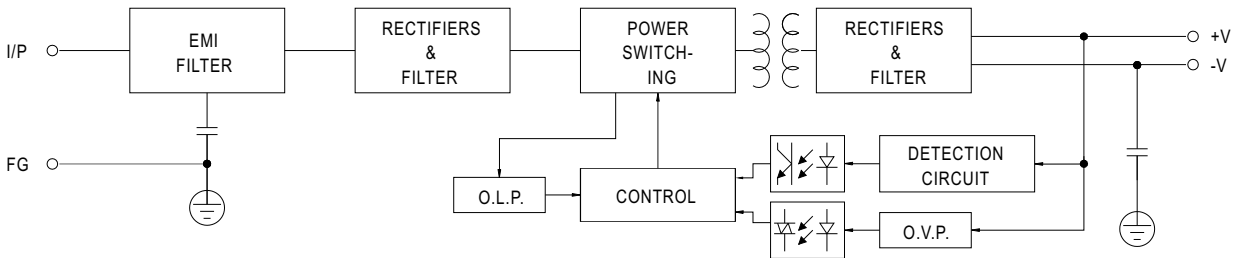 I/P
EMI
FILTER
RECTIFIERS
&
FILTER
POWER
SWITCH-
ING
RECTIFIERS
&
FILTER
+V
-V
FG
O.L.P.
CONTROL
DETECTION
CIRCUIT
O.V.P.